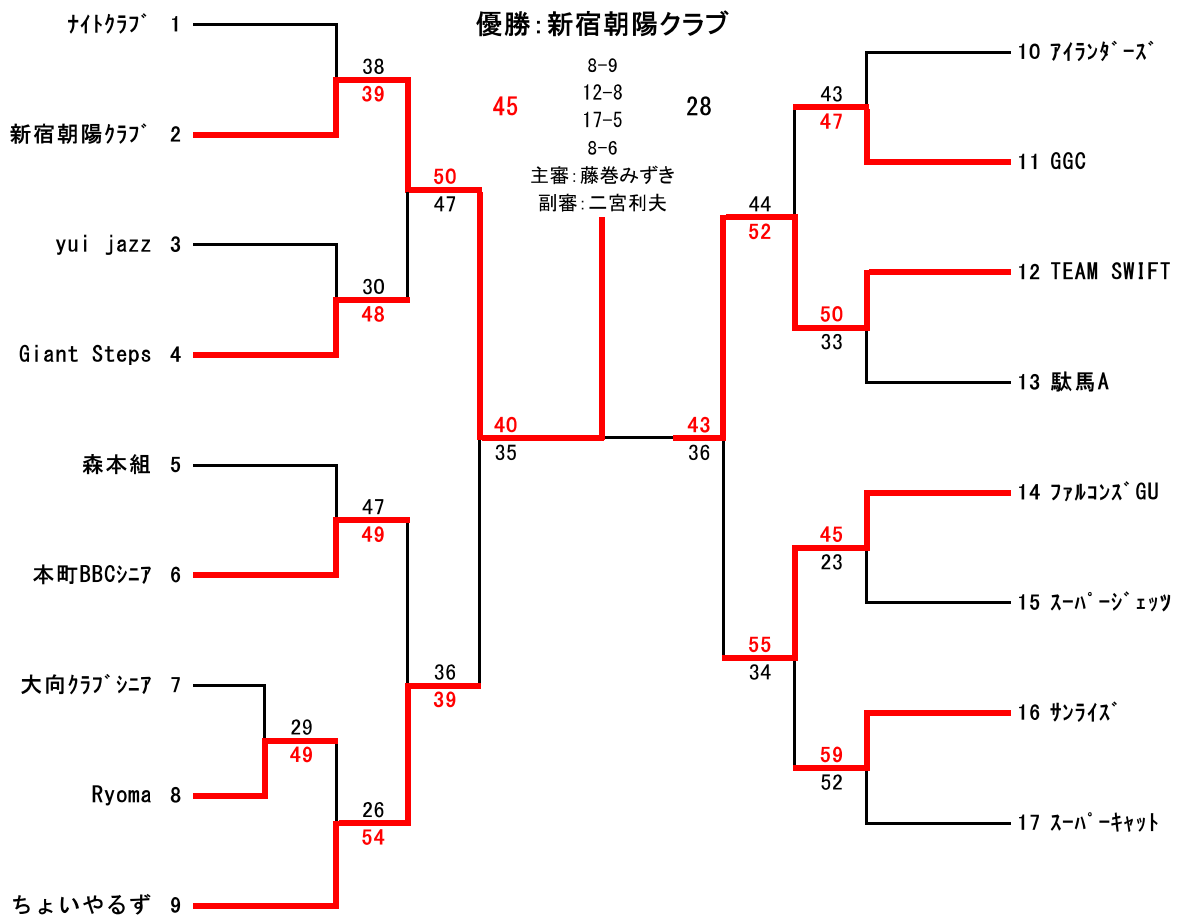 優勝：新宿朝陽クラブ
8-9
12-8
17-5
8-6
45
28
主審：藤巻みずき
副審：二宮利夫
ﾅｲﾄｸﾗﾌﾞ 1
38
39
新宿朝陽ｸﾗﾌﾞ 2
50
47
yui jazz 3
30
48
Giant Steps 4
40
35
森本組 5
47
49
本町BBCｼﾆｱ 6
36
39
大向ｸﾗﾌﾞｼﾆｱ 7
29
49
Ryoma 8
26
54
ちょいやるず 9
10 ｱｲﾗﾝﾀﾞｰｽﾞ
43
47
11 GGC
44
52
12 TEAM SWIFT
50
33
13 駄馬A
43
36
14 ﾌｧﾙｺﾝｽﾞGU
45
23
15 ｽｰﾊﾟｰｼﾞｪｯﾂ
55
34
16 ｻﾝﾗｲｽﾞ
59
52
17 ｽｰﾊﾟｰｷｬｯﾄ